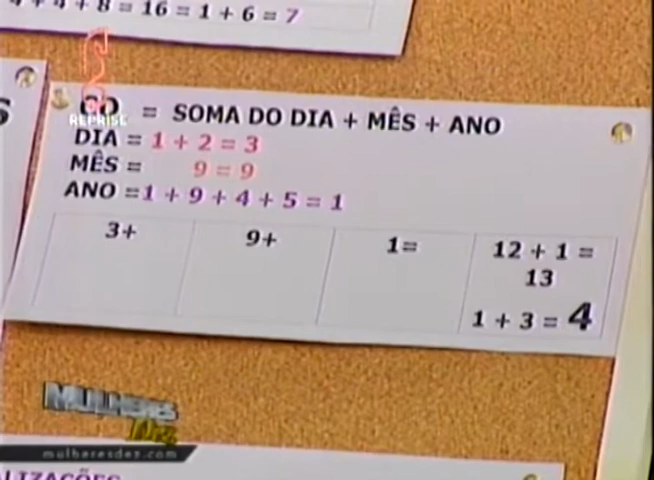 4 + 4 + 8 = 16 = 1 + 6 = 7
S
REPRISE
= SOMA DO DIA + MÊS + ANO
DIA = 1 + 2 = 3
MÊS = 9 = 9
ANO =1 + 9 + 4 + 5 = 1
3+ 9+ 1= 12 + 1 =
13
1 + 3 = 4
MULHERES
mulheresdez.com
ALIZAÇÕES